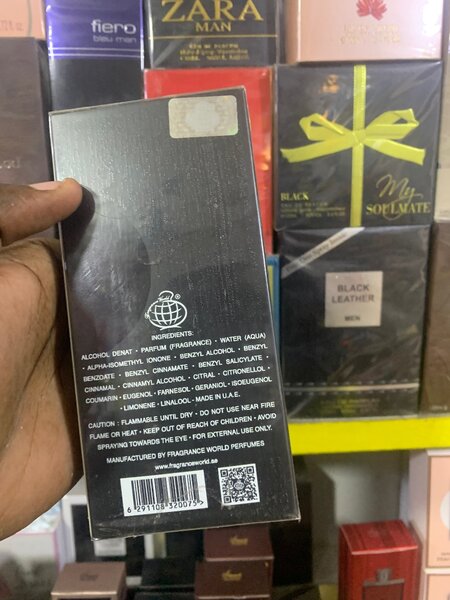 fiero
bleu man
ZARA
MAN
BLACK
My
SOULMATE
BLACK
LEATHER
MEN
INGREDIENTS:
ALCOHOL DENAT • PARFUM (FRAGRANCE) • WATER (AQUA)
• ALPHA-ISOMETHYL IONONE • BENZYL ALCOHOL • BENZYL
BENZOATE • BENZYL CINNAMATE • BENZYL SALICYLATE •
CINNAMAL • CINNAMYL ALCOHOL • CITRAL • CITRONELLOL •
COUMARIN • EUGENOL • FARNESOL • GERANIOL • ISOEUGENOL
• LIMONENE • LINALOOL • MADE IN U.A.E.
CAUTION : FLAMMABLE UNTIL DRY • DO NOT USE NEAR FIRE
FLAME OR HEAT • KEEP OUT OF REACH OF CHILDREN • AVOID
SPRAYING TOWARDS THE EYE • FOR EXTERNAL USE ONLY.
MANUFACTURED BY FRAGRANCE WORLD PERFUMES
www.fragranceworld.ae
6 291108 320075